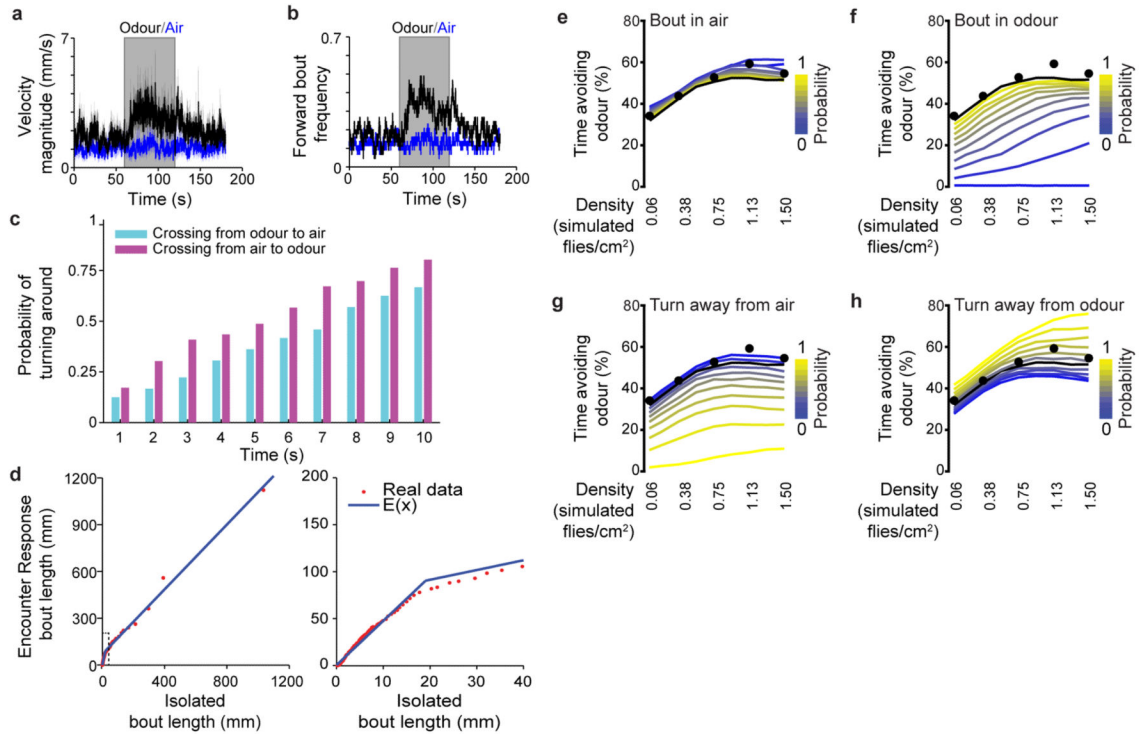 a
Odour/Air
7
Velocity
magnitude (mm/s)
0
0 50 100 150 200
Time (s)
b
Odour/Air
0.7
Forward bout
frequency
0
0 50 100 150 200
Time (s)
c
1
0.75
0.5
0.25
0
Probability of
turning around
Crossing from odour to air
Crossing from air to odour
1 2 3 4 5 6 7 8 9 10
Time (s)
d
1200
900
600
300
0
Encounter Response
bout length (mm)
0 400 800 1200
Isolated
bout length (mm)
200
150
100
50
0
Real data
E(x)
0 10 20 30 40
Isolated
bout length (mm)
e
Bout in air
80
60
40
20
0
Time avoiding
odour (%)
1
0
Probability
Density
(simulated
flies/cm²)
0.06
0.38
0.75
1.13
1.50
f
Bout in odour
80
60
40
20
0
Time avoiding
odour (%)
1
0
Probability
Density
(simulated
flies/cm²)
0.06
0.38
0.75
1.13
1.50
g
Turn away from air
80
60
40
20
0
Time avoiding
odour (%)
1
0
Probability
Density
(simulated
flies/cm²)
0.06
0.38
0.75
1.13
1.50
h
Turn away from odour
80
60
40
20
0
Time avoiding
odour (%)
1
0
Probability
Density
(simulated
flies/cm²)
0.06
0.38
0.75
1.13
1.50